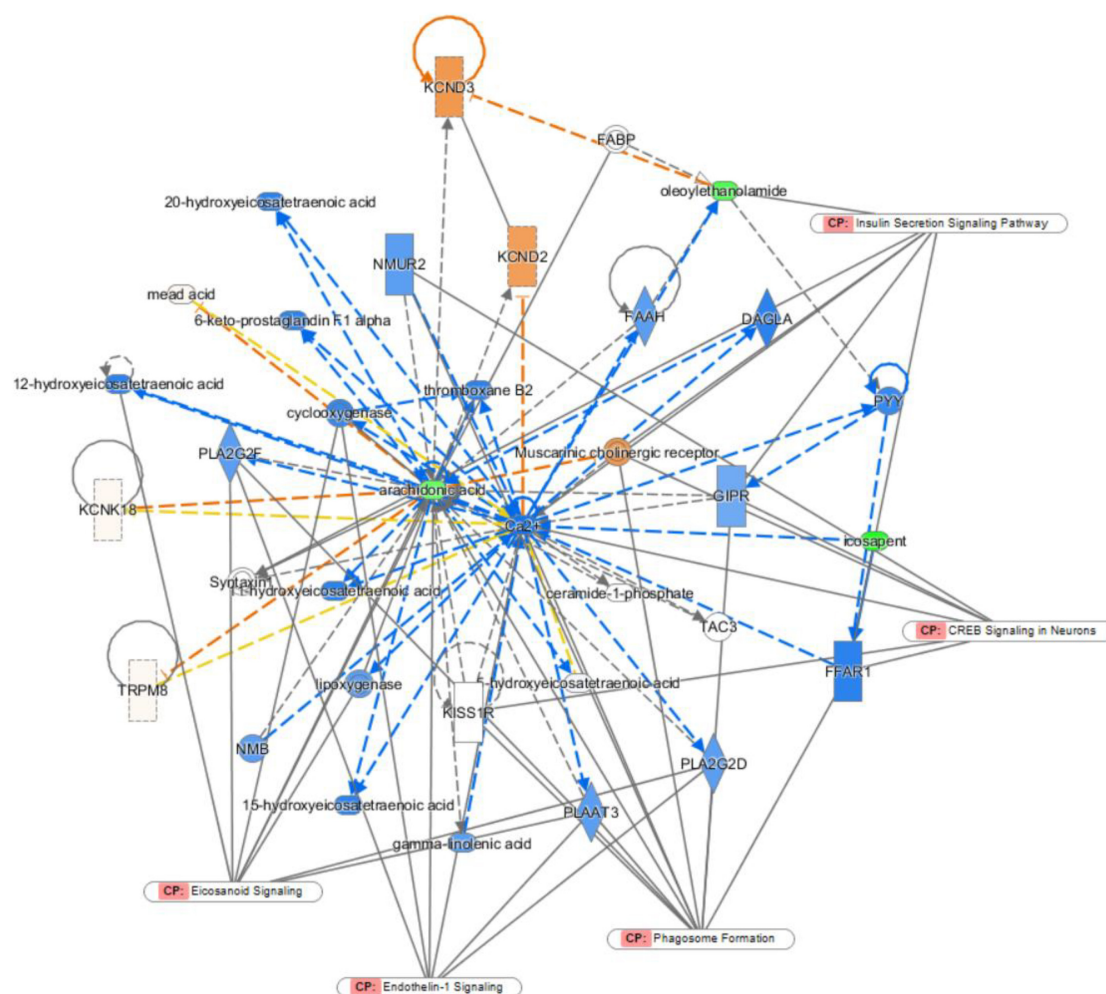 KCND3
FABP
oleoylethanolamide
20-hydroxyeicosatetraenoic acid
CP: Insulin Secretion Signaling Pathway
NMUR2
KCND2
mead acid
6-keto-prostaglandin F1 alpha
FAAH
DAGLA
12-hydroxyeicosatetraenoic acid
thromboxane B2
cyclooxygenase
PYY
PLA2G2F
Muscarinic cholinergic receptor
arachidonic acid
GIPR
KCNK18
Ca2+
icosapent
Syntaxin
11-hydroxyeicosatetraenoic acid
ceramide-1-phosphate
TAC3
CP: CREB Signaling in Neurons
FFAR1
TRPM8
lipoxygenase
-hydroxyeicosatetraenoic acid
KISS1R
NMB
PLA2G2D
15-hydroxyeicosatetraenoic acid
PLAAT3
gamma-linolenic acid
CP: Eicosanoid Signaling
CP: Phagosome Formation
CP: Endothelin-1 Signaling